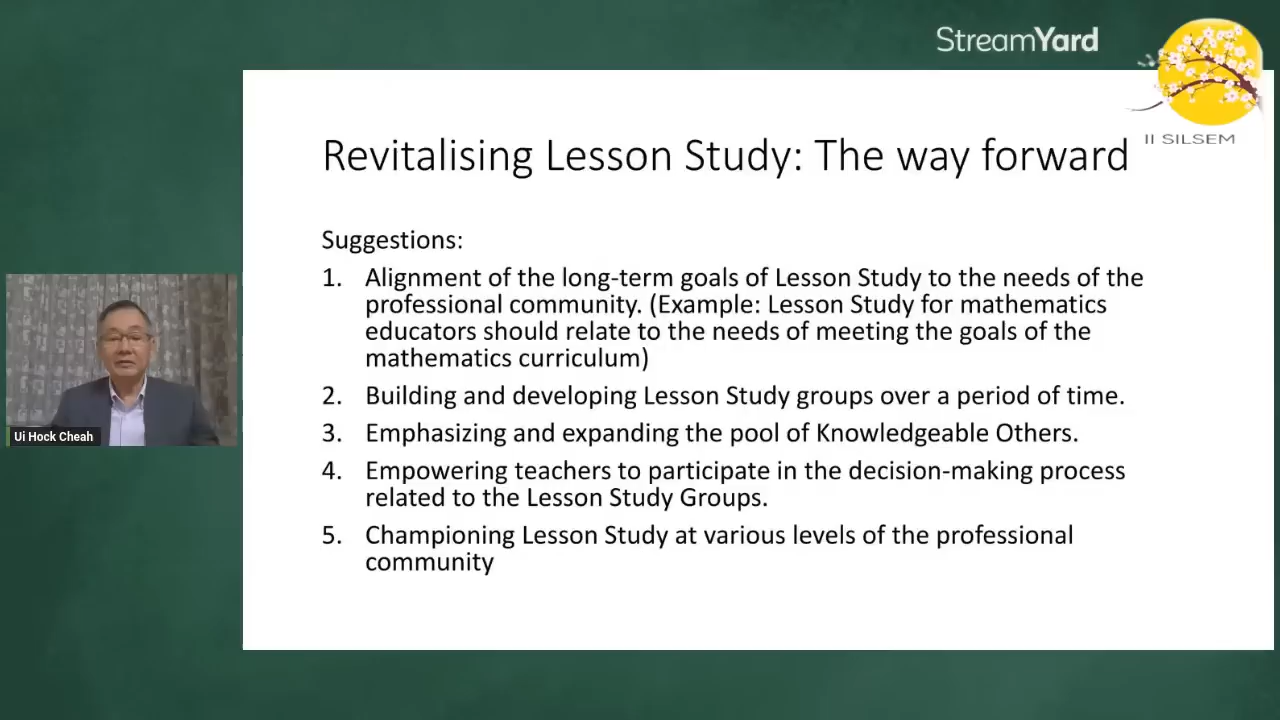 StreamYard
II SILSEM
Revitalising Lesson Study: The way forward
Suggestions:
1. Alignment of the long-term goals of Lesson Study to the needs of the
professional community. (Example: Lesson Study for mathematics
educators should relate to the needs of meeting the goals of the
mathematics curriculum)
2. Building and developing Lesson Study groups over a period of time.
3. Emphasizing and expanding the pool of Knowledgeable Others.
4. Empowering teachers to participate in the decision-making process
related to the Lesson Study Groups.
5. Championing Lesson Study at various levels of the professional
community
Ui Hock Cheah